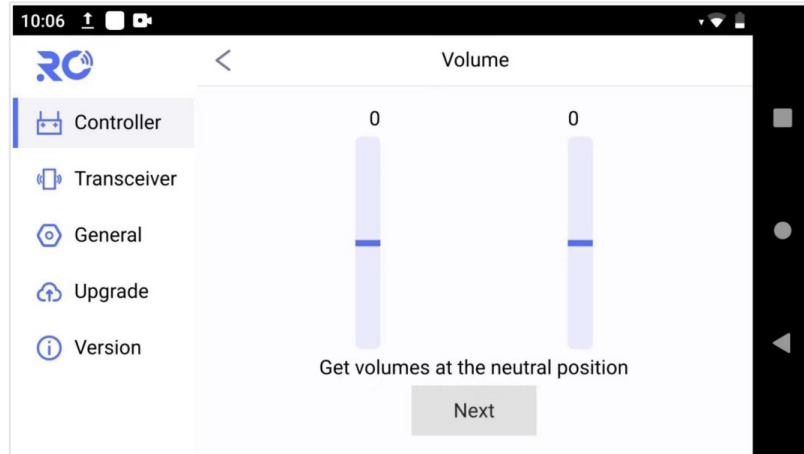 10:06
RC
Volume
Controller
Transceiver
General
Upgrade
Version
0 0
Get volumes at the neutral position
Next